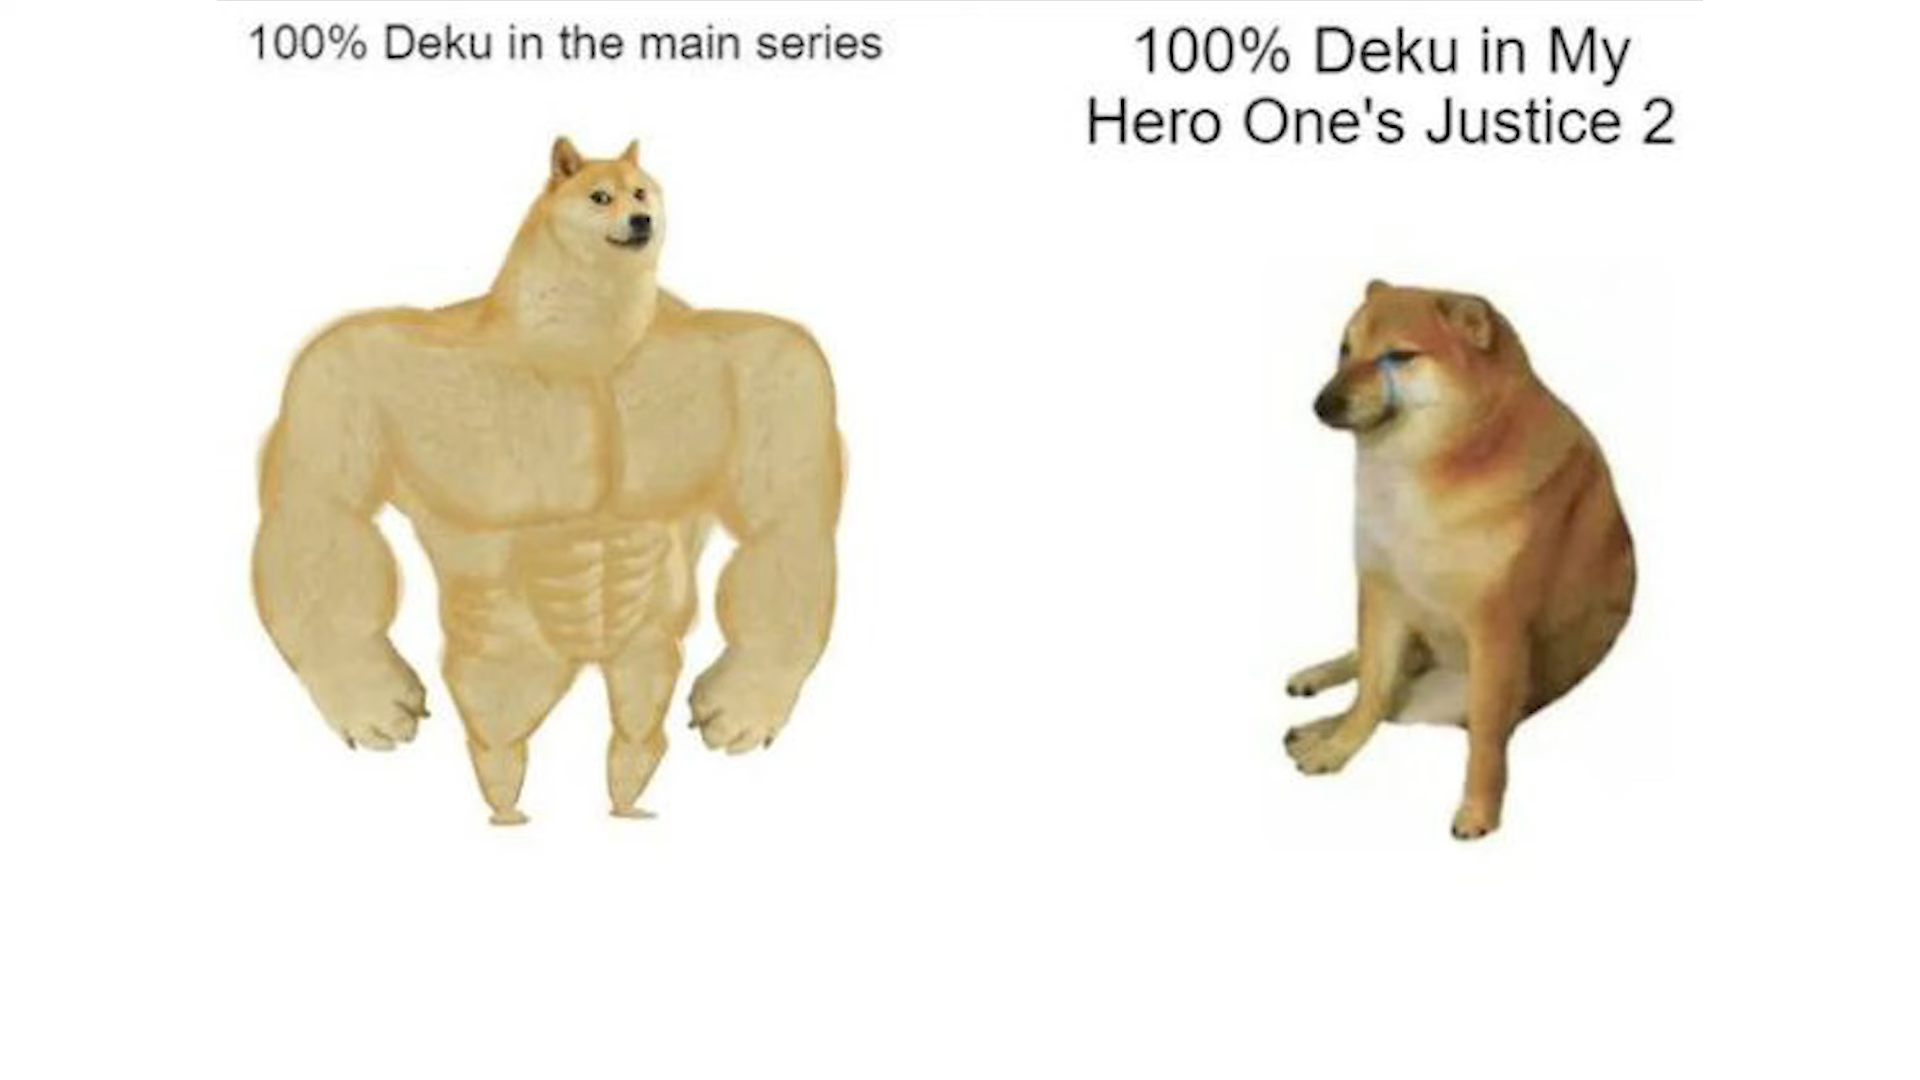 100% Deku in the main series
100% Deku in My
Hero One's Justice 2